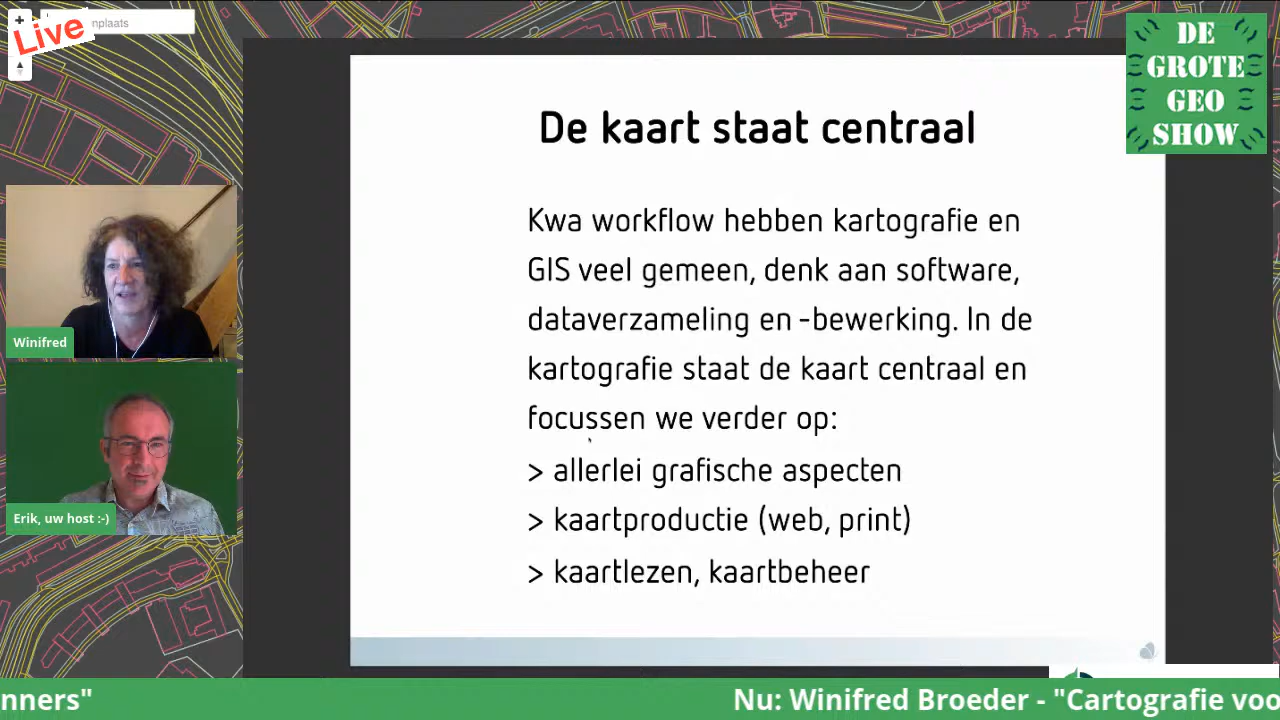 Live
nplaats
DE
GROTE
GEO
SHOW
De kaart staat centraal
Kwa workflow hebben kartografie en
GIS veel gemeen, denk aan software,
dataverzameling en -bewerking. In de
kartografie staat de kaart centraal en
focussen we verder op:
> allerlei grafische aspecten
> kaartproductie (web, print)
> kaartlezen, kaartbeheer
Winifred
Erik, uw host :-)
nners" Nu: Winifred Broeder - "Cartografie voo